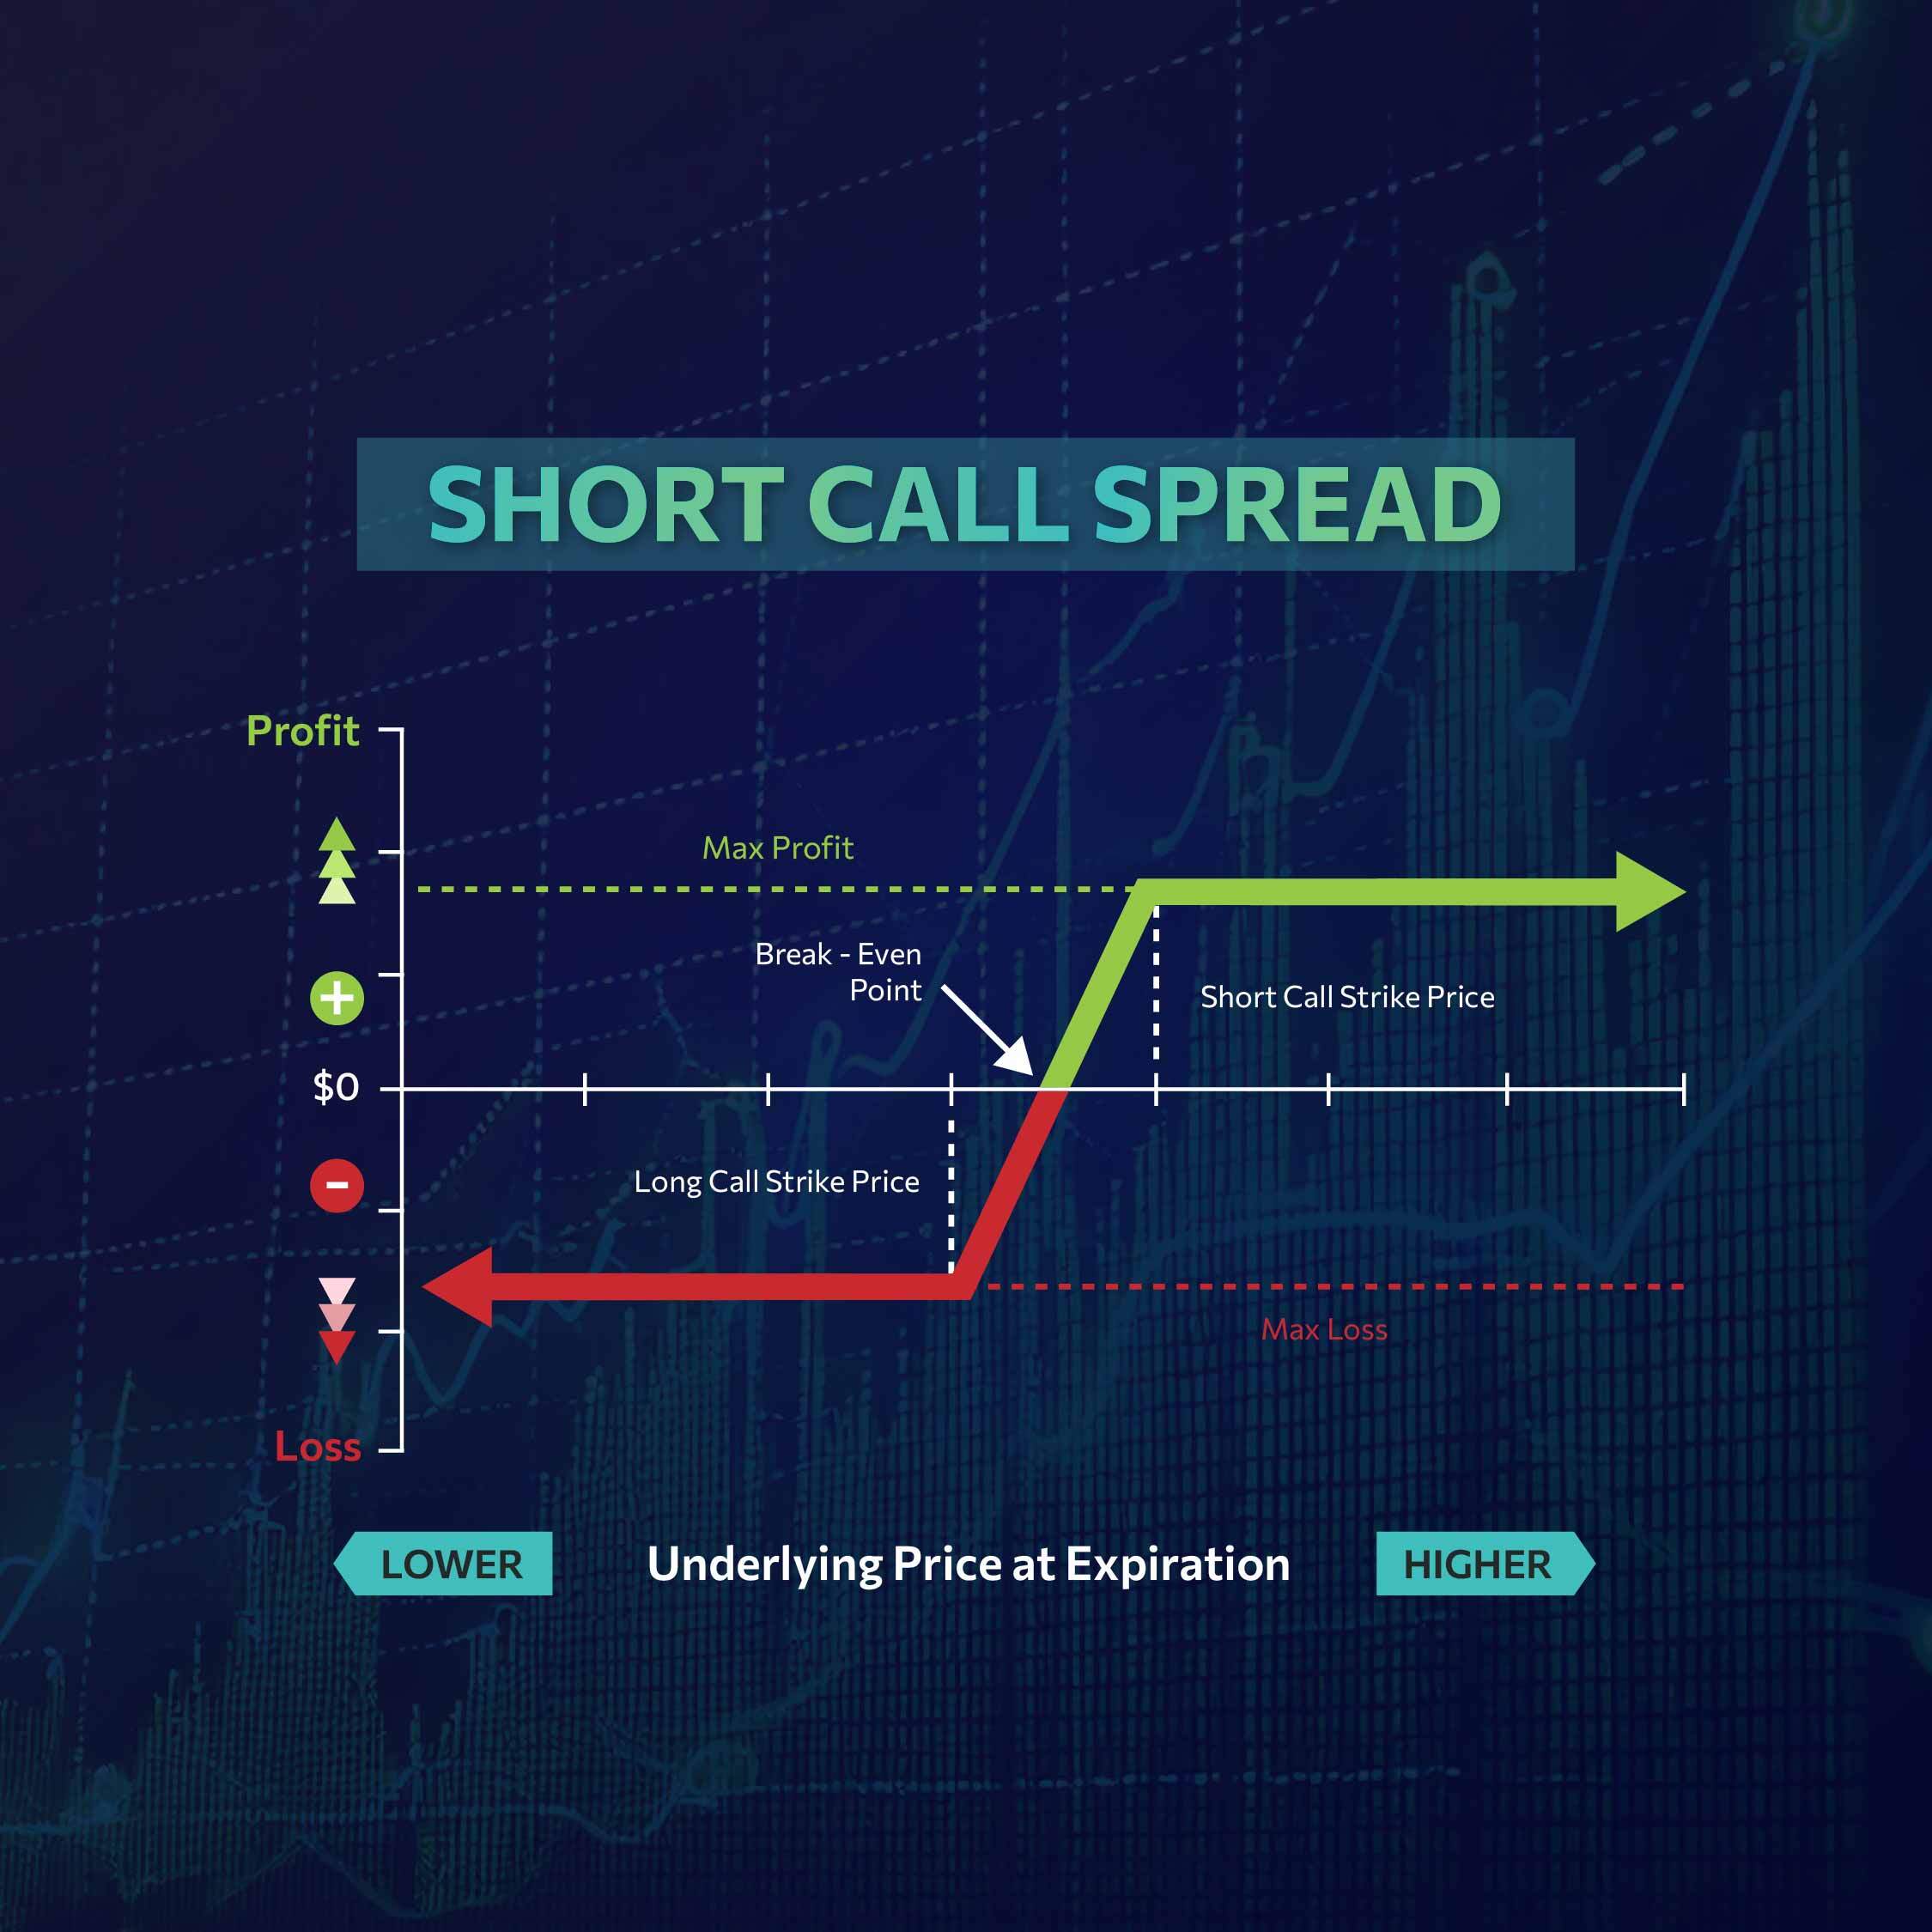 SHORT CALL SPREAD
Profit
Max Profit
Break - Even
Point
Short Call Strike Price
$0
Long Call Strike Price
Max Loss
Loss
LOWER
Underlying Price at Expiration
HIGHER